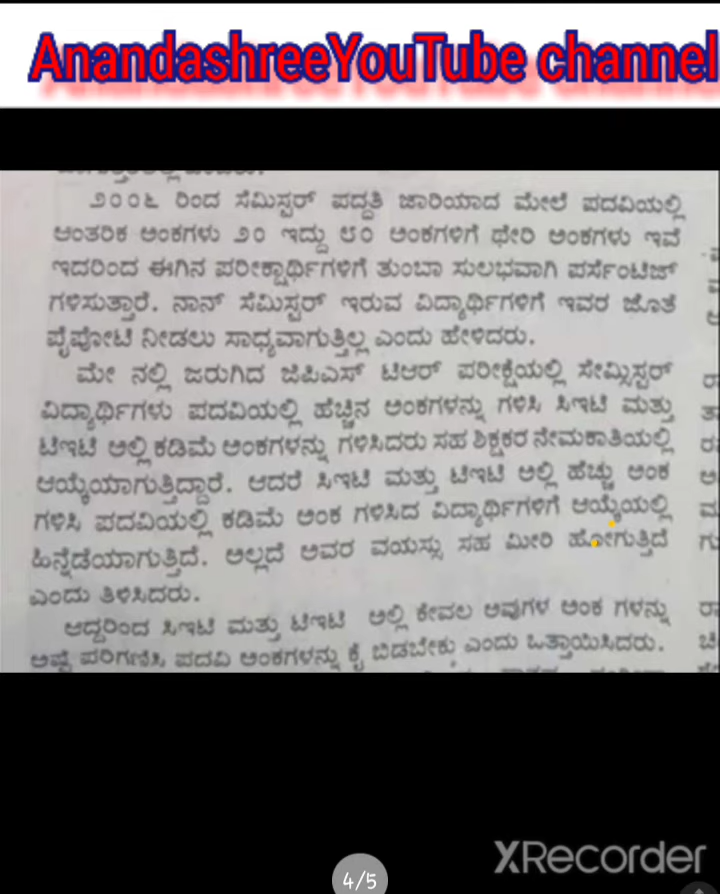 AnandashreeYouTube channel
೨೦೦೬ ರಿಂದ ಸೆಮಿಸ್ಟರ್ ಪದ್ದತಿ ಜಾರಿಯಾದ ಮೇಲೆ ಪದವಿಯಲ್ಲಿ
ಆಂತರಿಕ ಅಂಕಗಳು ೨೦ ಇದ್ದು ೮೦ ಅಂಕಗಳಿಗೆ ಥೇರಿ ಅಂಕಗಳು ಇವೆ
ಇದರಿಂದ ಈಗಿನ ಪರೀಕ್ಷಾರ್ಥಿಗಳಿಗೆ ತುಂಬಾ ಸುಲಭವಾಗಿ ಪರ್ಸೆಂಟಿಜ್
ಗಳಿಸುತ್ತಾರೆ. ನಾನ್ ಸೆಮಿಸ್ಟರ್ ಇರುವ ವಿದ್ಯಾರ್ಥಿಗಳಿಗೆ ಇವರ ಜೊತೆ
ಪೈಪೋಟಿ ನೀಡಲು ಸಾಧ್ಯವಾಗುತ್ತಿಲ್ಲ ಎಂದು ಹೇಳಿದರು.
ಮೇ ನಲ್ಲಿ ಜರುಗಿದ ಜಿಪಿಎಸ್ ಟಿಆರ್ ಪರೀಕ್ಷೆಯಲ್ಲಿ ಸೇಮ್ಸಿಸ್ಟರ್
ವಿದ್ಯಾರ್ಥಿಗಳು ಪದವಿಯಲ್ಲಿ ಹೆಚ್ಚಿನ ಅಂಕಗಳನ್ನು ಗಳಿಸಿ ಸಿಇಟಿ ಮತ್ತು
ಟಿಇಟಿ ಅಲ್ಲಿ ಕಡಿಮೆ ಅಂಕಗಳನ್ನು ಗಳಿಸಿದರು ಸಹ ಶಿಕ್ಷಕರ ನೇಮಕಾತಿಯಲ್ಲಿ
ಆಯ್ಕೆಯಾಗುತ್ತಿದ್ದಾರೆ. ಆದರೆ ಸಿಇಟಿ ಮತ್ತು ಟಿಇಟಿ ಅಲ್ಲಿ ಹೆಚ್ಚು ಅಂಕ
ಗಳಿಸಿ ಪದವಿಯಲ್ಲಿ ಕಡಿಮೆ ಅಂಕ ಗಳಿಸಿದ ವಿದ್ಯಾರ್ಥಿಗಳಿಗೆ ಆಯ್ಕೆಯಲ್ಲಿ
ಹಿನ್ನೆಡೆಯಾಗುತ್ತಿದೆ. ಅಲ್ಲದೆ ಅವರ ವಯಸ್ಸು ಸಹ ಮೀರಿ ಹೋಗುತ್ತಿದೆ
ಎಂದು ತಿಳಿಸಿದರು.
ಆದ್ದರಿಂದ ಸಿಇಟಿ ಮತ್ತು ಟಿಇಟಿ ಅಲ್ಲಿ ಕೇವಲ ಅವುಗಳ ಅಂಕ ಗಳನ್ನು
ಅಷ್ಟೆ ಪರಿಗಣಿಸಿ ಪದವಿ ಅಂಕಗಳನ್ನು ಕೈ ಬಿಡಬೇಕು ಎಂದು ಒತ್ತಾಯಿಸಿದರು.
XRecorder
4/5